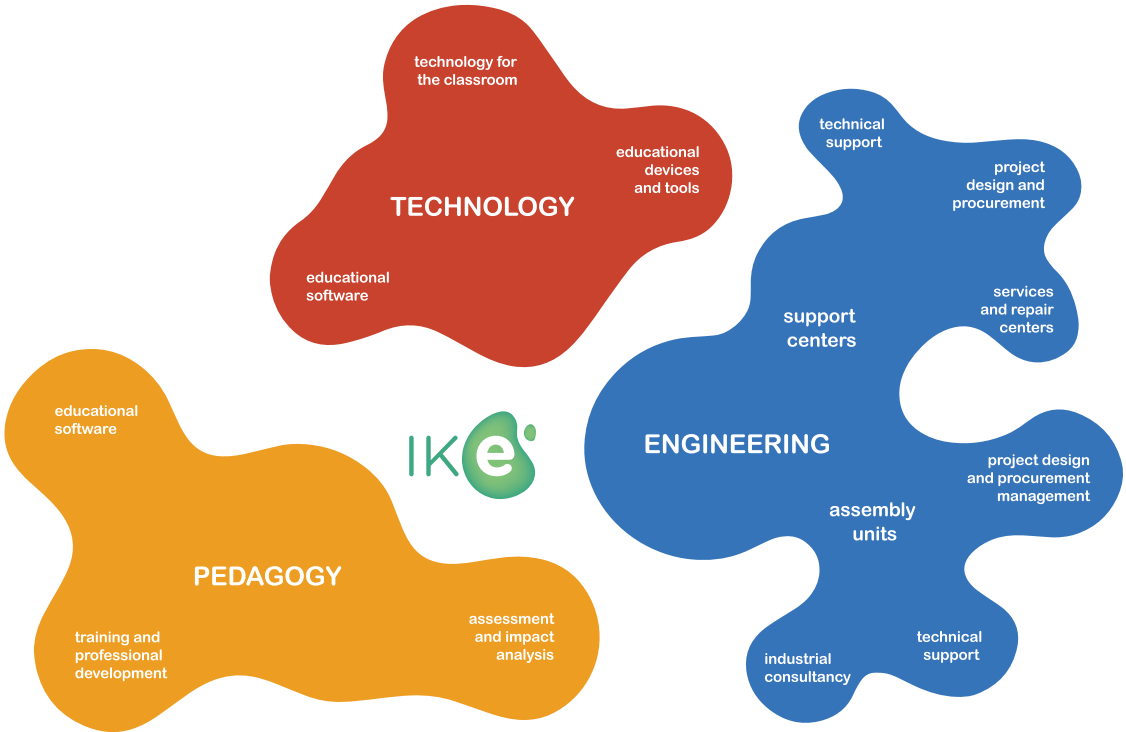 technology for
the classroom
educational
devices
and tools
TECHNOLOGY
educational
software
technical
support
project
design and
procurement
services
and repair
centers
support
centers
ENGINEERING
project design
and procurement
management
assembly
units
technical
support
industrial
consultancy
IKe
educational
software
PEDAGOGY
training and
professional
development
assessment
and impact
analysis